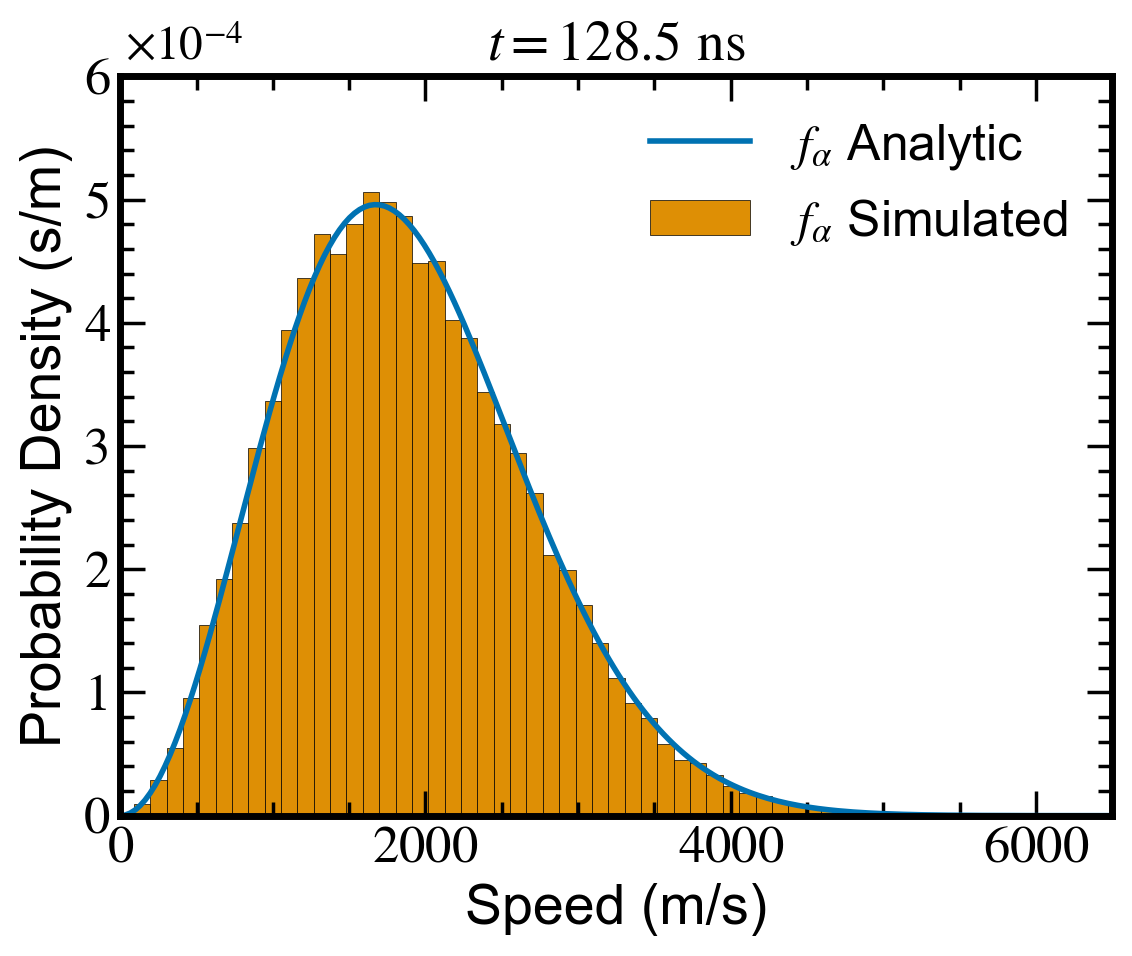 ×10⁻⁴
t = 128.5 ns
f_α Analytic
f_α Simulated
Probability Density (s/m)
6
5
4
3
2
1
0
0 2000 4000 6000
Speed (m/s)